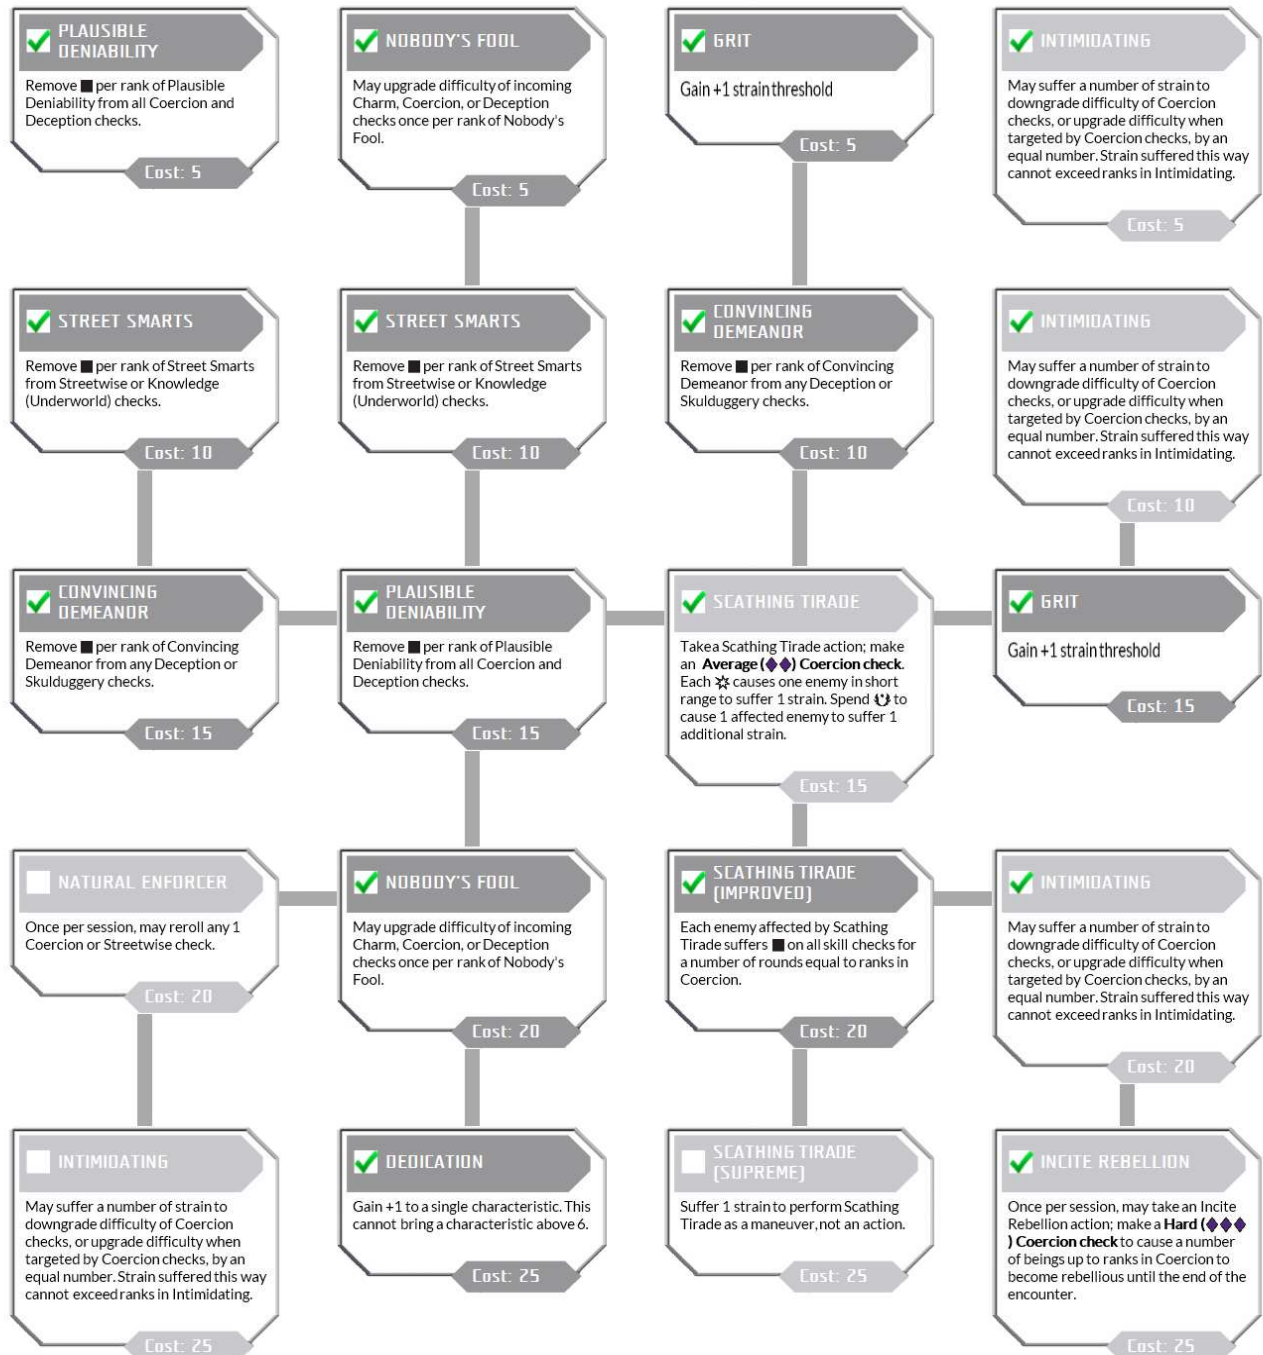 PLAUSIBLE
DENIABILITY
Remove ■ per rank of Plausible
Deniability from all Coercion and
Deception checks.
Cost: 5
NOBODY'S FOOL
May upgrade difficulty of incoming
Charm, Coercion, or Deception
checks once per rank of Nobody's
Fool.
Cost: 5
GRIT
Gain +1 strain threshold
Cost: 5
INTIMIDATING
May suffer a number of strain to
downgrade difficulty of Coercion
checks, or upgrade difficulty when
targeted by Coercion checks, by an
equal number. Strain suffered this way
cannot exceed ranks in Intimidating.
Cost: 5
STREET SMARTS
Remove ■ per rank of Street Smarts
from Streetwise or Knowledge
(Underworld) checks.
Cost: 10
STREET SMARTS
Remove ■ per rank of Street Smarts
from Streetwise or Knowledge
(Underworld) checks.
Cost: 10
CONVINCING
DEMEANOR
Remove ■ per rank of Convincing
Demeanor from any Deception or
Skulduggery checks.
Cost: 10
INTIMIDATING
May suffer a number of strain to
downgrade difficulty of Coercion
checks, or upgrade difficulty when
targeted by Coercion checks, by an
equal number. Strain suffered this way
cannot exceed ranks in Intimidating.
Cost: 10
CONVINCING
DEMEANOR
Remove ■ per rank of Convincing
Demeanor from any Deception or
Skulduggery checks.
Cost: 15
PLAUSIBLE
DENIABILITY
Remove ■ per rank of Plausible
Deniability from all Coercion and
Deception checks.
Cost: 15
SCATHING TIRADE
Take a Scathing Tirade action; make
an Average (♦♦) Coercion check.
Each causes one enemy in short
range to suffer 1 strain. Spend to
cause 1 affected enemy to suffer 1
additional strain.
Cost: 15
GRIT
Gain +1 strain threshold
Cost: 15
NATURAL ENFORCER
Once per session, may reroll any 1
Coercion or Streetwise check.
Cost: 20
NOBODY'S FOOL
May upgrade difficulty of incoming
Charm, Coercion, or Deception
checks once per rank of Nobody's
Fool.
Cost: 20
SCATHING TIRADE
(IMPROVED)
Each enemy affected by Scathing
Tirade suffers ■ on all skill checks for
a number of rounds equal to ranks in
Coercion.
Cost: 20
INTIMIDATING
May suffer a number of strain to
downgrade difficulty of Coercion
checks, or upgrade difficulty when
targeted by Coercion checks, by an
equal number. Strain suffered this way
cannot exceed ranks in Intimidating.
Cost: 20
INTIMIDATING
May suffer a number of strain to
downgrade difficulty of Coercion
checks, or upgrade difficulty when
targeted by Coercion checks, by an
equal number. Strain suffered this way
cannot exceed ranks in Intimidating.
Cost: 25
DEDICATION
Gain +1 to a single characteristic. This
cannot bring a characteristic above 6.
Cost: 25
SCATHING TIRADE
(SUPREME)
Suffer 1 strain to perform Scathing
Tirade as a maneuver, not an action.
Cost: 25
INCITE REBELLION
Once per session, may take an Incite
Rebellion action; make a Hard (♦♦♦
) Coercion check to cause a number
of beings up to ranks in Coercion to
become rebellious until the end of the
encounter.
Cost: 25